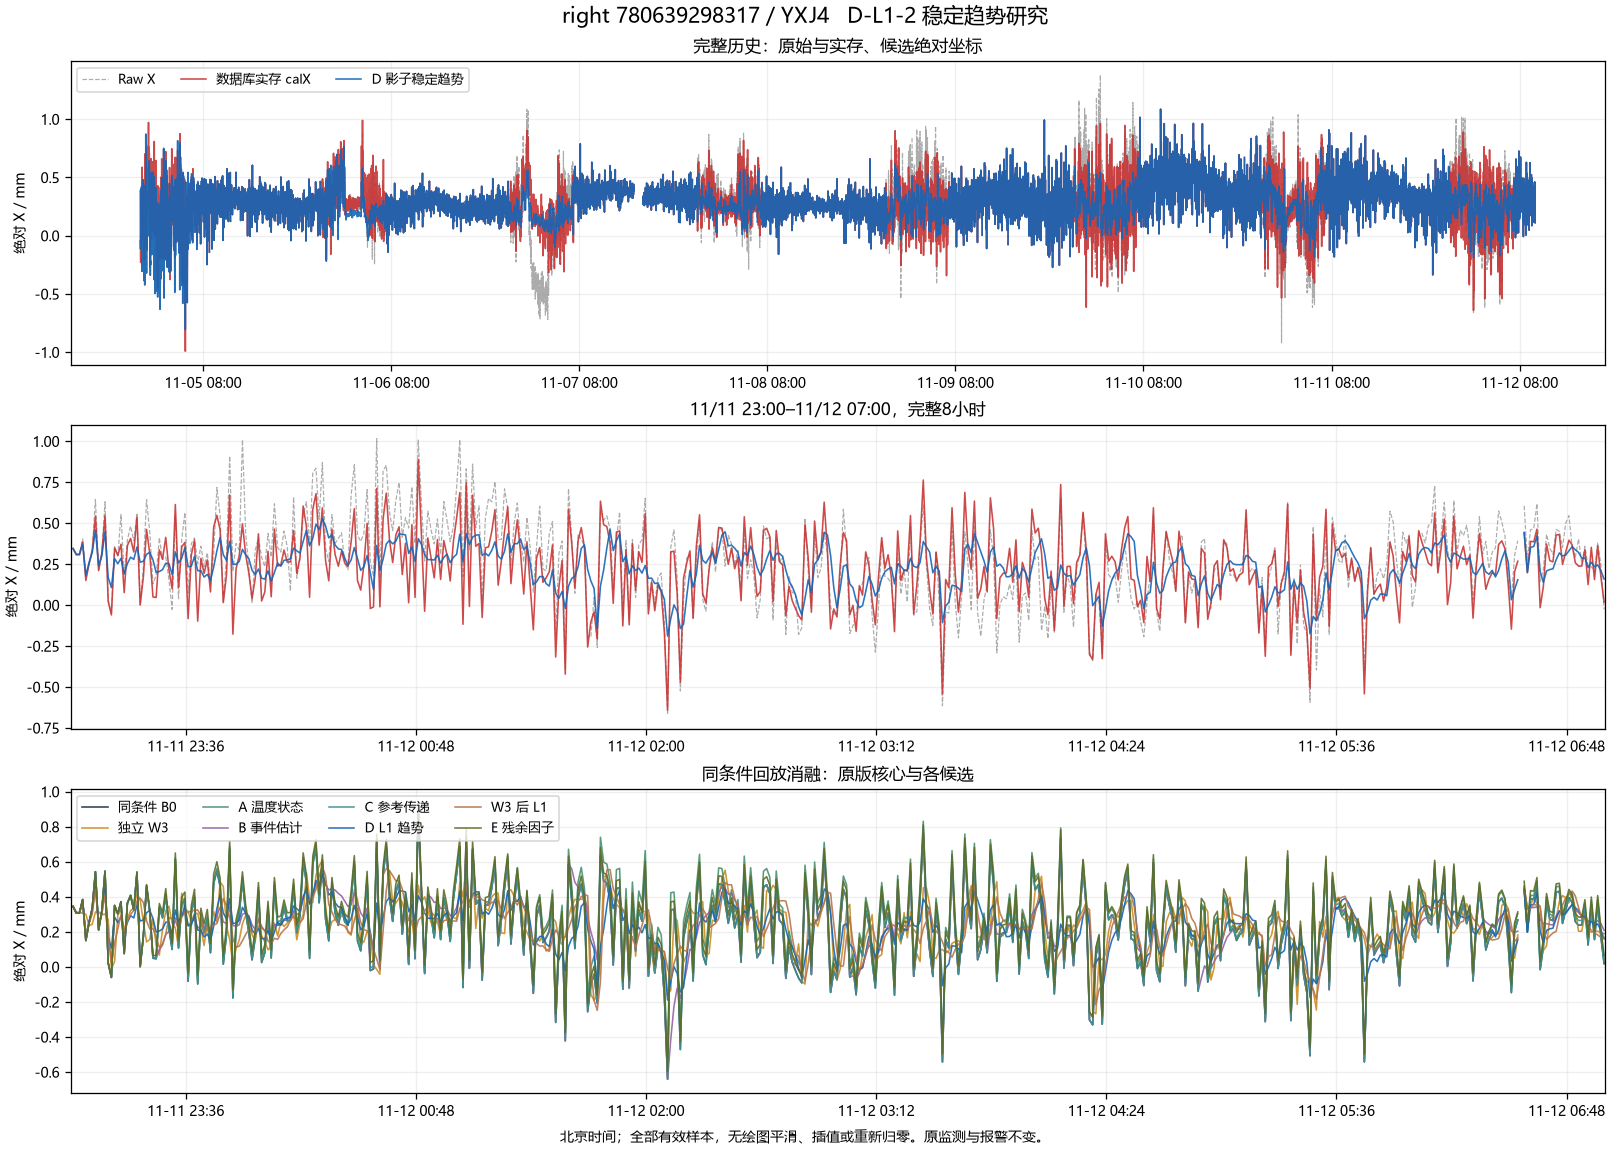 right 780639298317 / YXJ4   D-L1-2 稳定趋势研究
完整历史：原始与实存、候选绝对坐标
Raw X
数据库实存 calX
D 影子稳定趋势
绝对 X / mm
1.0
0.5
0.0
-0.5
-1.0
11-05 08:00
11-06 08:00
11-07 08:00
11-08 08:00
11-09 08:00
11-10 08:00
11-11 08:00
11-12 08:00
11/11 23:00–11/12 07:00，完整8小时
绝对 X / mm
1.00
0.75
0.50
0.25
0.00
-0.25
-0.50
-0.75
11-11 23:36
11-12 00:48
11-12 02:00
11-12 03:12
11-12 04:24
11-12 05:36
11-12 06:48
同条件回放消融：原版核心与各候选
同条件 B0
A 温度状态
C 参考传递
W3 后 L1
独立 W3
B 事件估计
D L1 趋势
E 残余因子
绝对 X / mm
1.0
0.8
0.6
0.4
0.2
0.0
-0.2
-0.4
-0.6
11-11 23:36
11-12 00:48
11-12 02:00
11-12 03:12
11-12 04:24
11-12 05:36
11-12 06:48
北京时间；全部有效样本，无绘图平滑、插值或重新归零。原监测与报警不变。